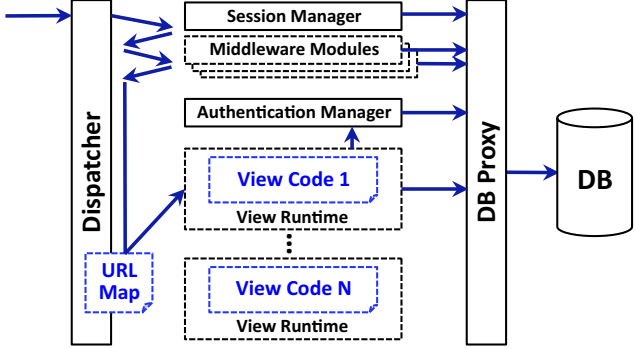 Session Manager
Middleware Modules
Authentication Manager
Dispatcher
View Code 1
View Runtime
URL
Map
View Code N
View Runtime
DB Proxy
DB